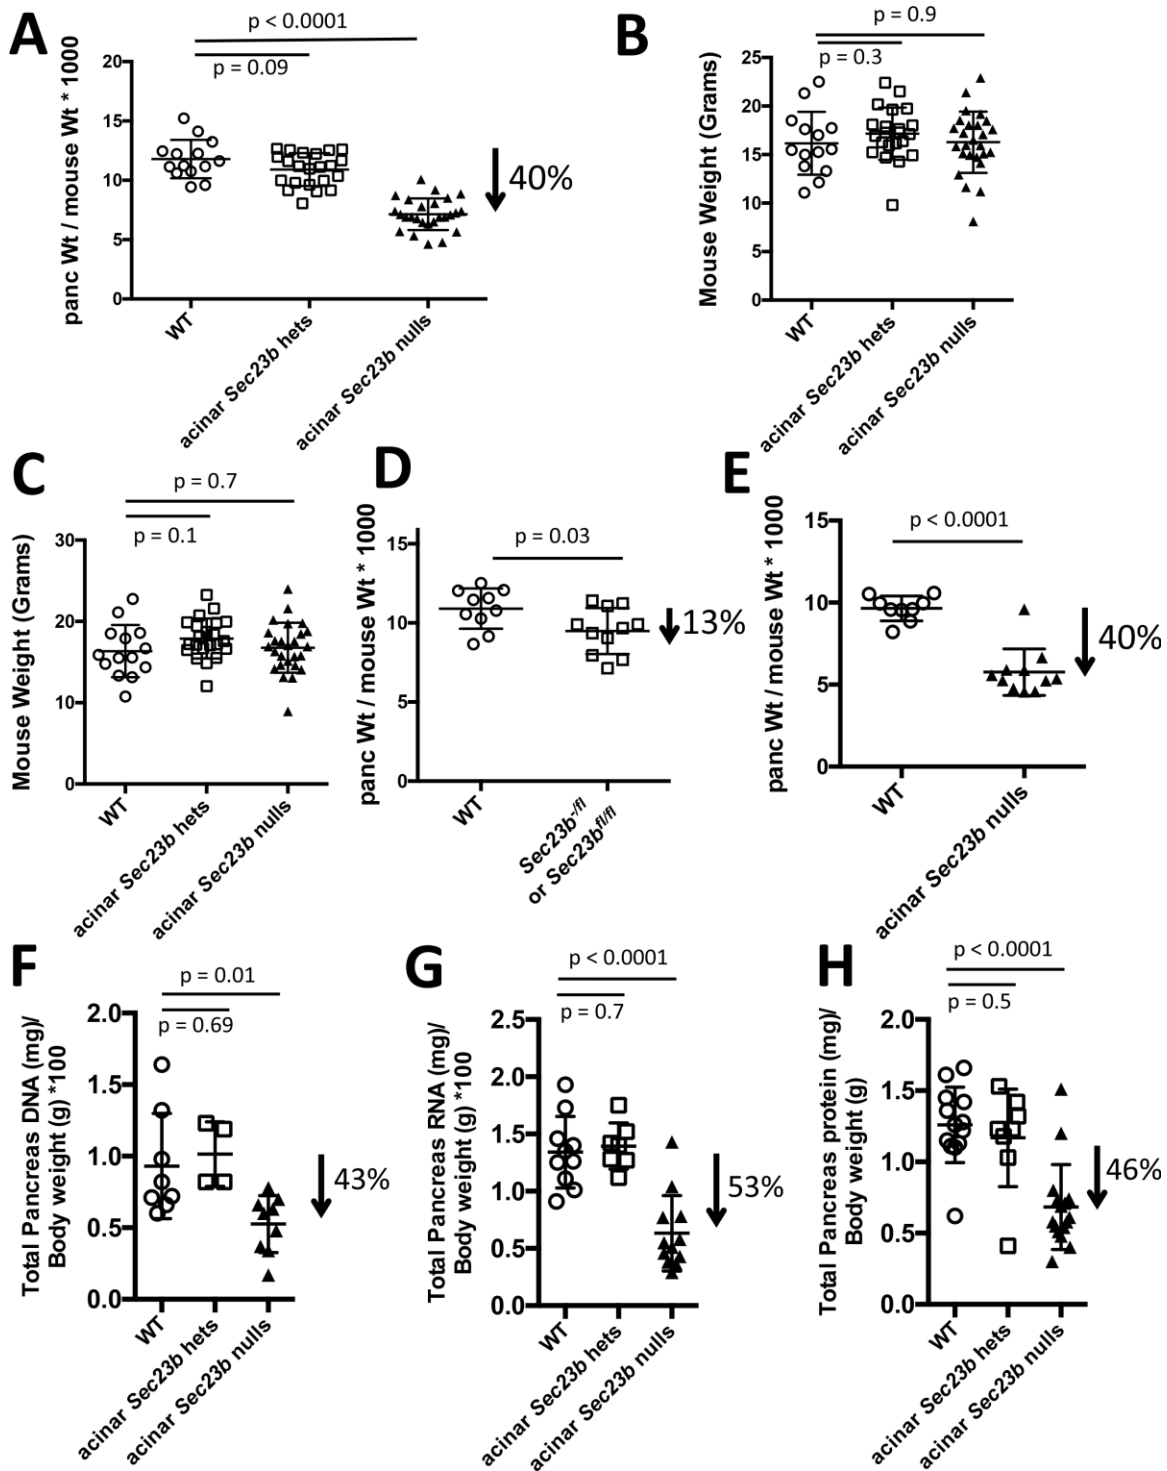 A
p < 0.0001
p = 0.09
panc Wt / mouse Wt * 1000
20
15
10
5
0
40%
WT
acinar Sec23b hets
acinar Sec23b nulls
B
p = 0.9
p = 0.3
Mouse Weight (Grams)
25
20
15
10
5
0
WT
acinar Sec23b hets
acinar Sec23b nulls
C
p = 0.7
p = 0.1
Mouse Weight (Grams)
30
20
10
0
WT
acinar Sec23b hets
acinar Sec23b nulls
D
p = 0.03
panc Wt / mouse Wt * 1000
15
10
5
0
13%
WT
Sec23b-/fl
or Sec23bfl/fl
E
p < 0.0001
panc Wt / mouse Wt * 1000
15
10
5
0
40%
WT
acinar Sec23b nulls
F
p = 0.01
p = 0.69
Total Pancreas DNA (mg)/
Body weight (g) *100
2.0
1.5
1.0
0.5
0.0
43%
WT
acinar Sec23b hets
acinar Sec23b nulls
G
p < 0.0001
p = 0.7
Total Pancreas RNA (mg)/
Body weight (g) *100
2.5
2.0
1.5
1.0
0.5
0.0
53%
WT
acinar Sec23b hets
acinar Sec23b nulls
H
p < 0.0001
p = 0.5
Total Pancreas protein (mg)/
Body weight (g)
2.0
1.5
1.0
0.5
0.0
46%
WT
acinar Sec23b hets
acinar Sec23b nulls